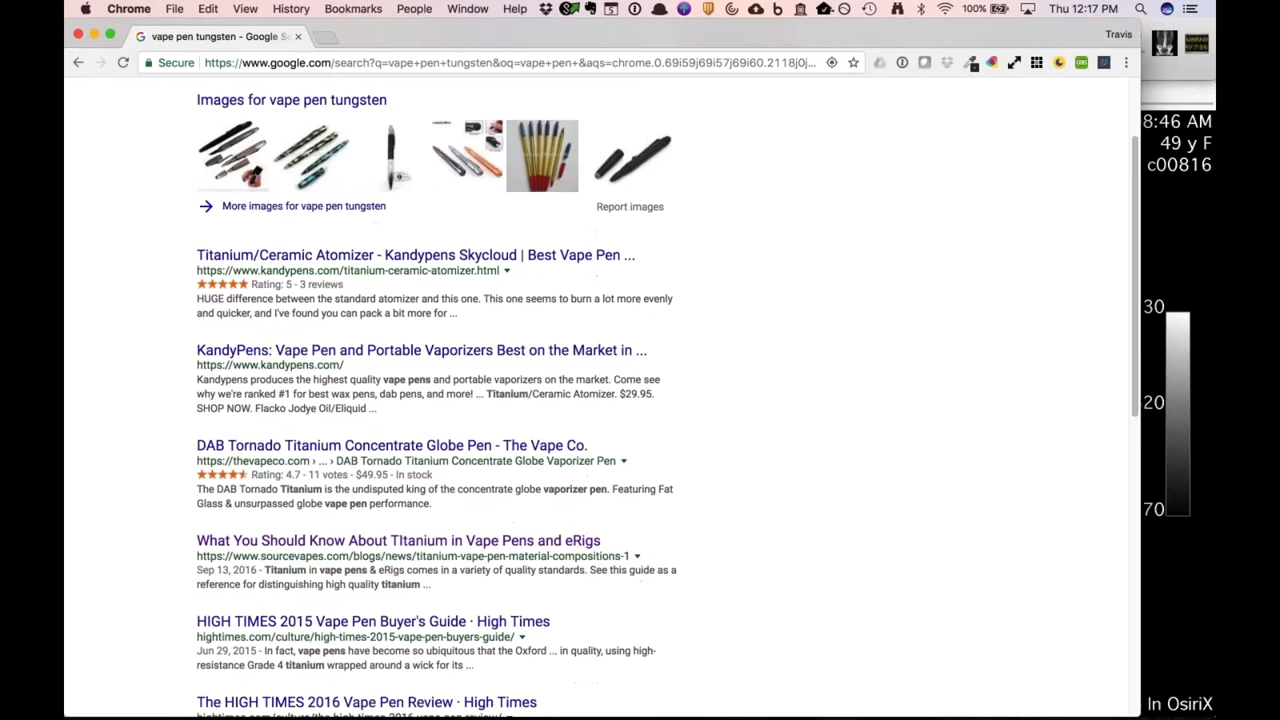 Chrome File Edit View History Bookmarks People Window Help 100% Thu 12:17 PM
vape pen tungsten - Google Se
Travis
Secure https://www.google.com/search?q=vape+pen+tungsten&oq=vape+pen+&aqs=chrome.0.69i59j69i57j69i60.2118j0j...
Images for vape pen tungsten
More images for vape pen tungsten
Report images
Titanium/Ceramic Atomizer - Kandypens Skycloud | Best Vape Pen ...
https://www.kandypens.com/titanium-ceramic-atomizer.html
Rating: 5 - 3 reviews
HUGE difference between the standard atomizer and this one. This one seems to burn a lot more evenly
and quicker, and I've found you can pack a bit more for ...
KandyPens: Vape Pen and Portable Vaporizers Best on the Market in ...
https://www.kandypens.com/
Kandypens produces the highest quality vape pens and portable vaporizers on the market. Come see
why we're ranked #1 for best wax pens, dab pens, and more! ... Titanium/Ceramic Atomizer. $29.95.
SHOP NOW. Flacko Jodye Oil/Eliquid ...
DAB Tornado Titanium Concentrate Globe Pen - The Vape Co.
https://thevapeco.com › ... › DAB Tornado Titanium Concentrate Globe Vaporizer Pen
Rating: 4.7 - 11 votes - $49.95 - In stock
The DAB Tornado Titanium is the undisputed king of the concentrate globe vaporizer pen. Featuring Fat
Glass & unsurpassed globe vape pen performance.
What You Should Know About TItanium in Vape Pens and eRigs
https://www.sourcevapes.com/blogs/news/titanium-vape-pen-material-compositions-1
Sep 13, 2016 - Titanium in vape pens & eRigs comes in a variety of quality standards. See this guide as a
reference for distinguishing high quality titanium ...
HIGH TIMES 2015 Vape Pen Buyer's Guide · High Times
hightimes.com/culture/high-times-2015-vape-pen-buyers-guide/
Jun 29, 2015 - In fact, vape pens have become so ubiquitous that the Oxford ... in quality, using high-
resistance Grade 4 titanium wrapped around a wick for its ...
The HIGH TIMES 2016 Vape Pen Review · High Times
hightimes.com/culture/the-high-times-2016-vape-pen-review/
8:46 AM
49 y F
c00816
30
20
70
In OsiriX